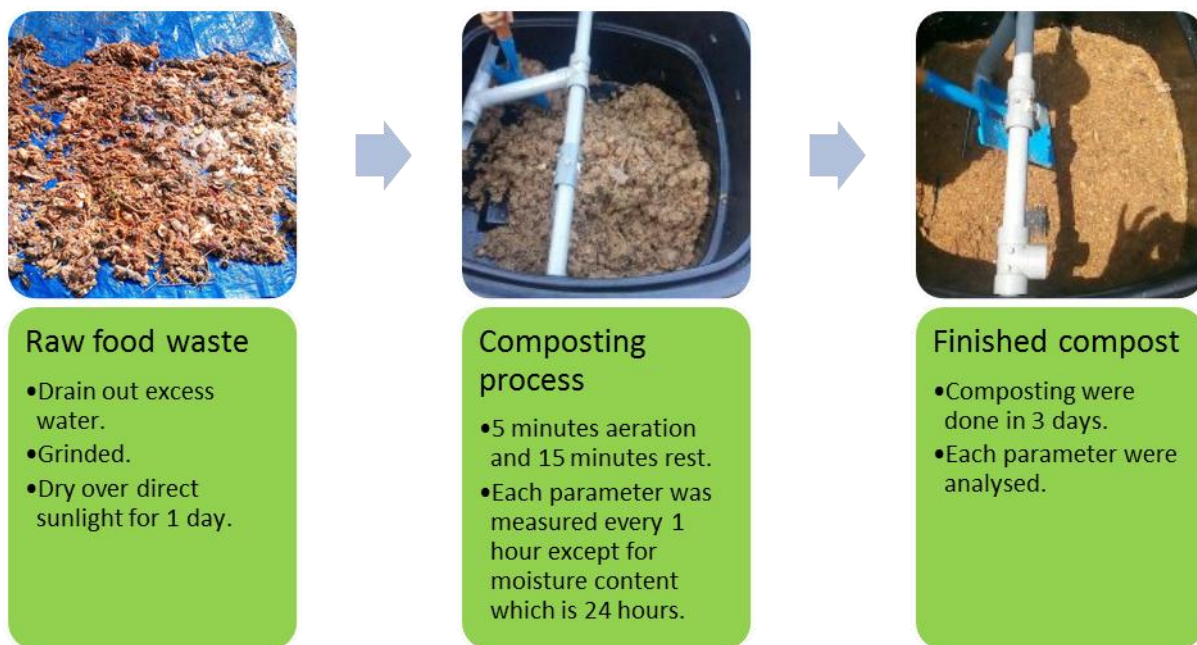 Raw food waste
•Drain out excess
water.
•Grinded.
•Dry over direct
sunlight for 1 day.
Composting
process
•5 minutes aeration
and 15 minutes rest.
•Each parameter was
measured every 1
hour except for
moisture content
which is 24 hours.
Finished compost
•Composting were
done in 3 days.
•Each parameter were
analysed.